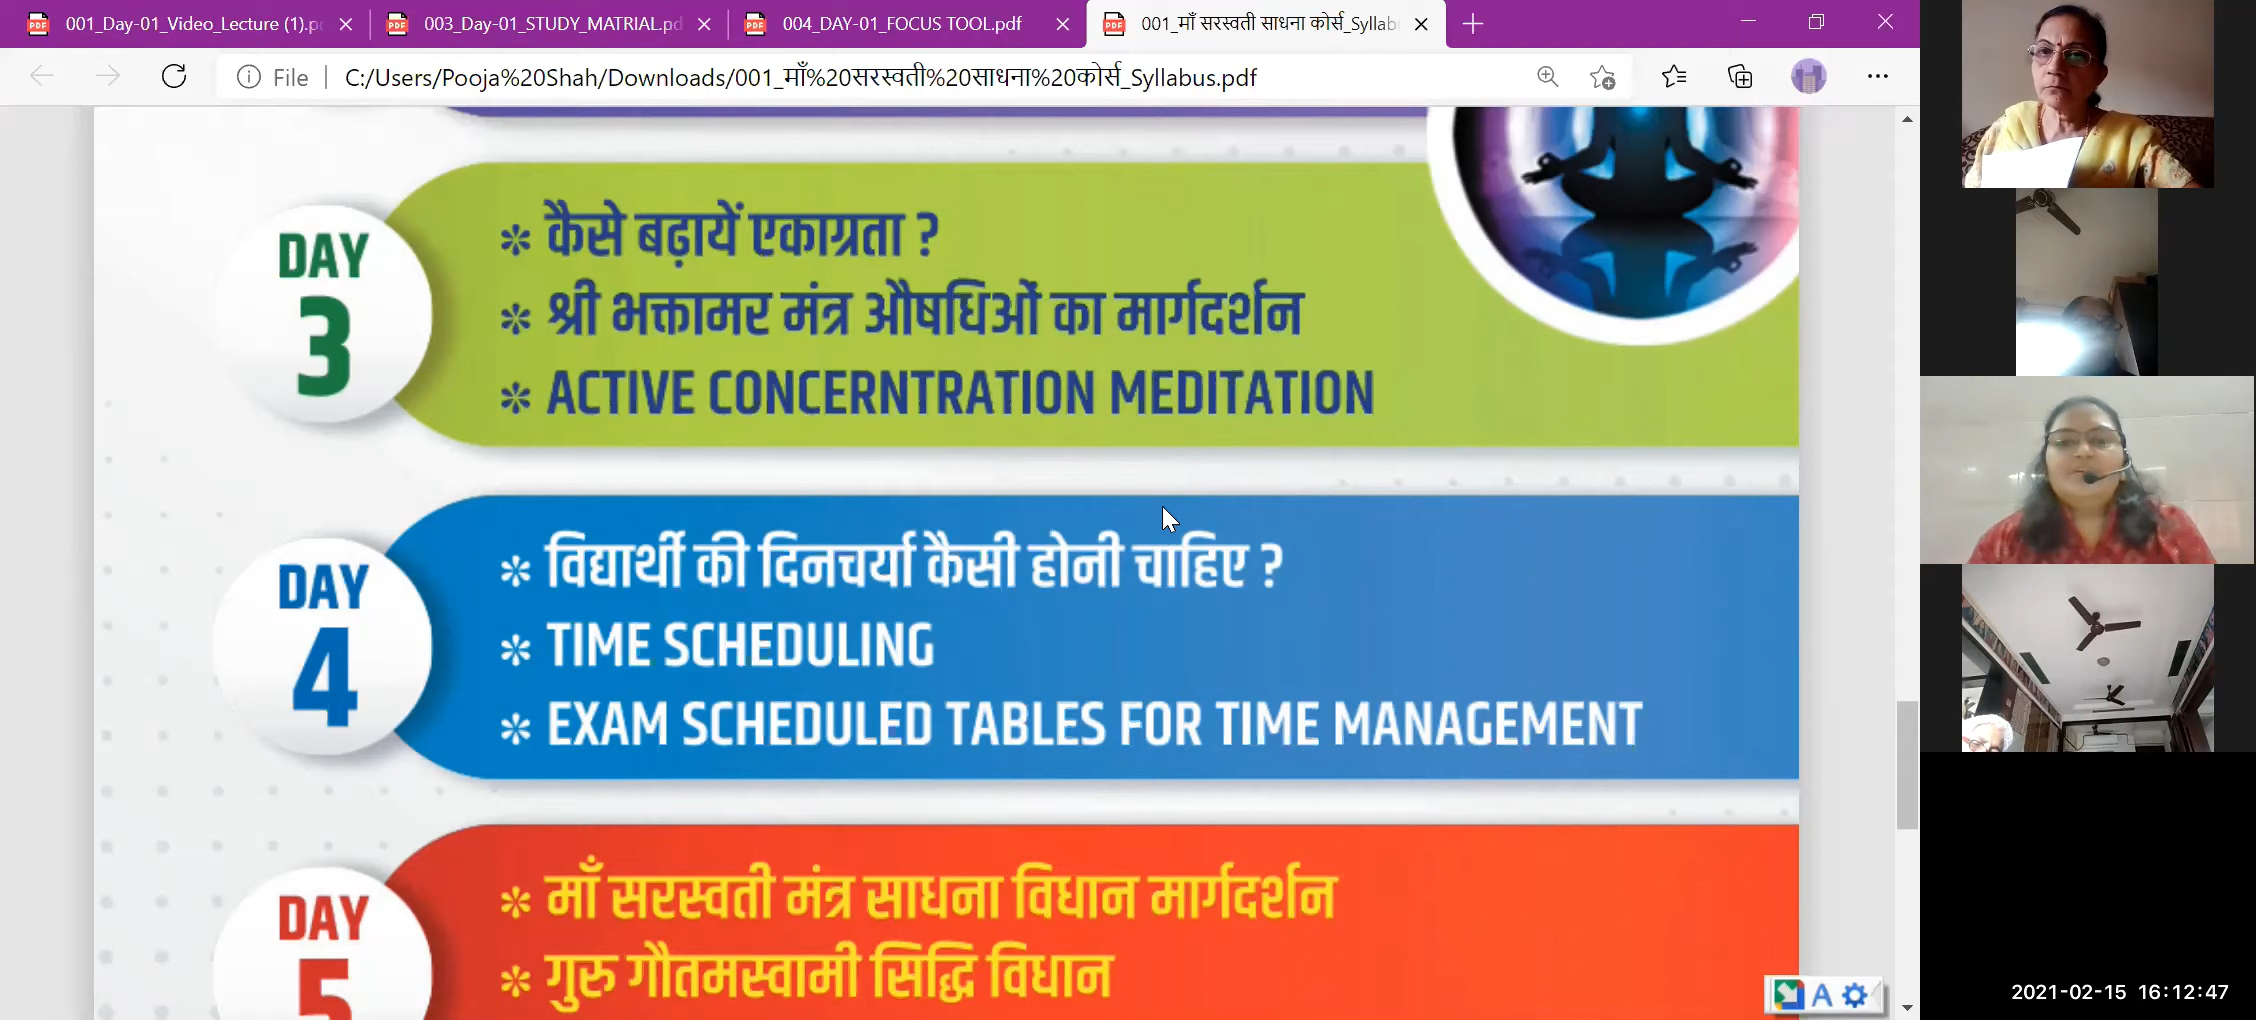 001_Day-01_Video_Lecture (1).p
003_Day-01_STUDY_MATRIAL.pd
004_DAY-01_FOCUS TOOL.pdf
001_माँ सरस्वती साधना कोर्स_Syllab
File
C:/Users/Pooja%20Shah/Downloads/001_माँ%20सरस्वती%20साधना%20कोर्स_Syllabus.pdf
DAY
3
* कैसे बढ़ायें एकाग्रता ?
* श्री भक्तामर मंत्र औषधिओं का मार्गदर्शन
* ACTIVE CONCERNTRATION MEDITATION
DAY
4
* विद्यार्थी की दिनचर्या कैसी होनी चाहिए ?
* TIME SCHEDULING
* EXAM SCHEDULED TABLES FOR TIME MANAGEMENT
DAY
5
* माँ सरस्वती मंत्र साधना विधान मार्गदर्शन
* गुरु गौतमस्वामी सिद्धि विधान
A
2021-02-15 16:12:47